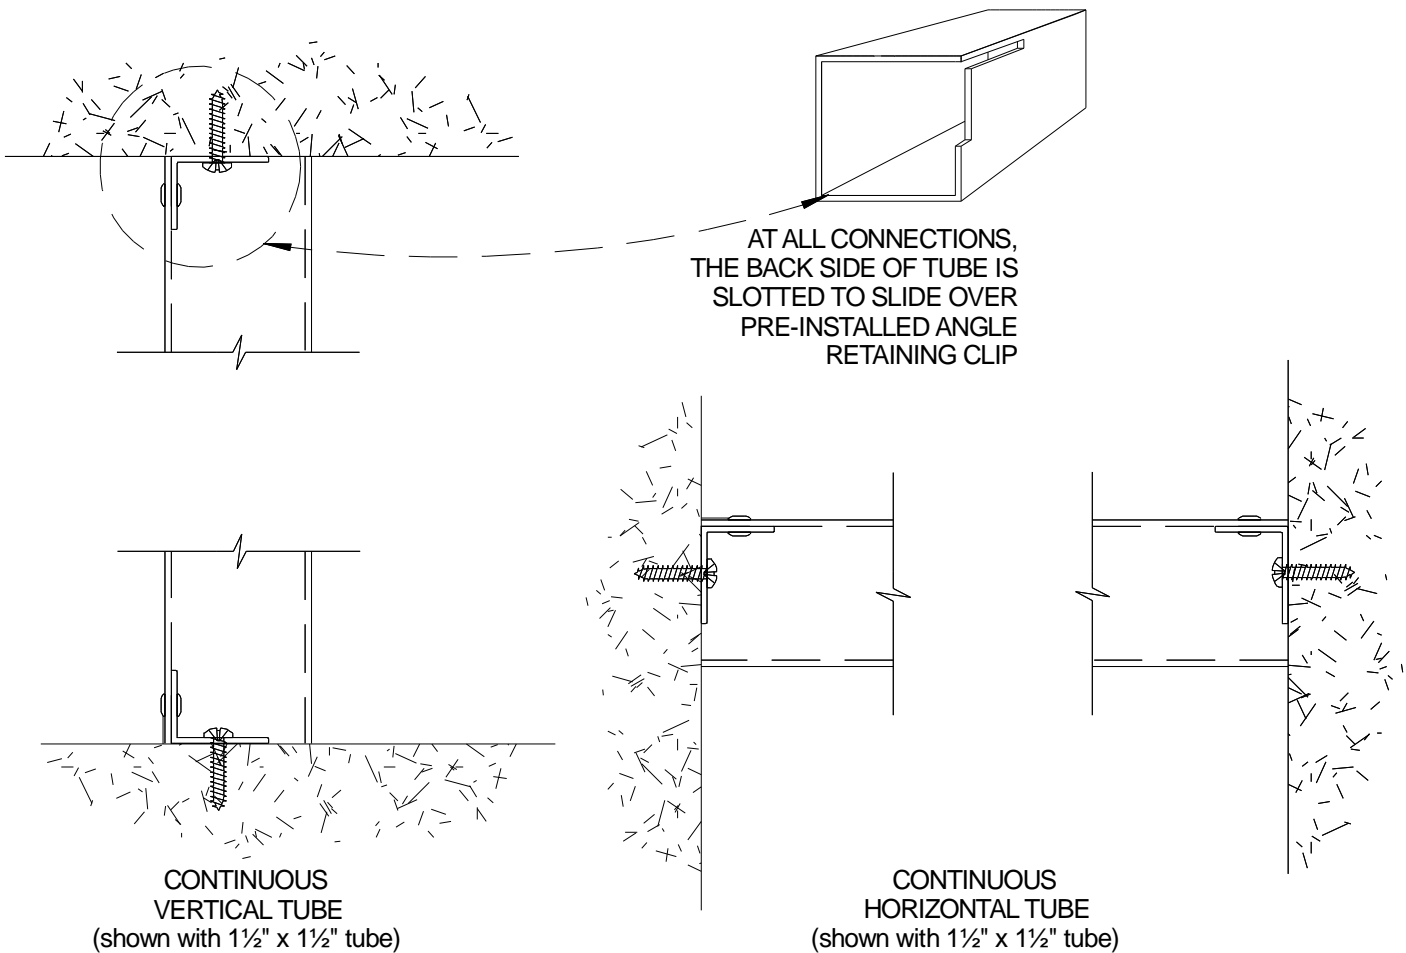 AT ALL CONNECTIONS,
THE BACK SIDE OF TUBE IS
SLOTTED TO SLIDE OVER
PRE-INSTALLED ANGLE
RETAINING CLIP
CONTINUOUS
VERTICAL TUBE
(shown with 1½" x 1½" tube)
CONTINUOUS
HORIZONTAL TUBE
(shown with 1½" x 1½" tube)